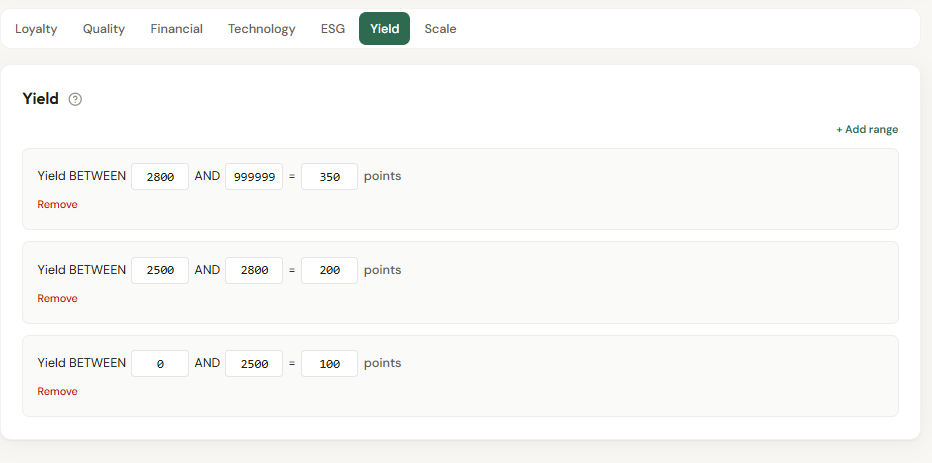 Loyalty Quality Financial Technology ESG Yield Scale
Yield ?
+ Add range
Yield BETWEEN 2800 AND 999999 = 350 points
Remove
Yield BETWEEN 2500 AND 2800 = 200 points
Remove
Yield BETWEEN 0 AND 2500 = 100 points
Remove